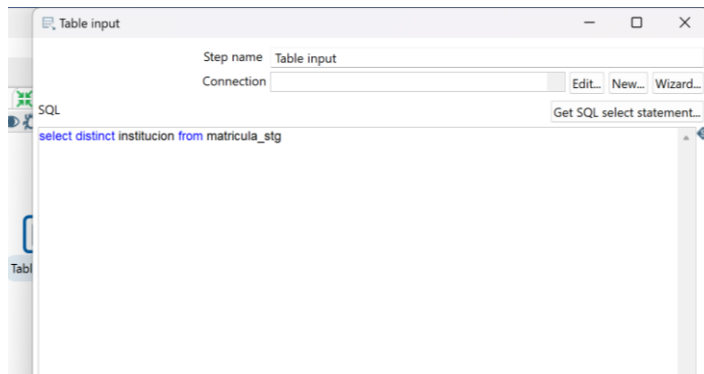 Table input
Step name Table input
Connection Edit... New... Wizard...
SQL Get SQL select statement...
select distinct institucion from matricula_stg
Tabl